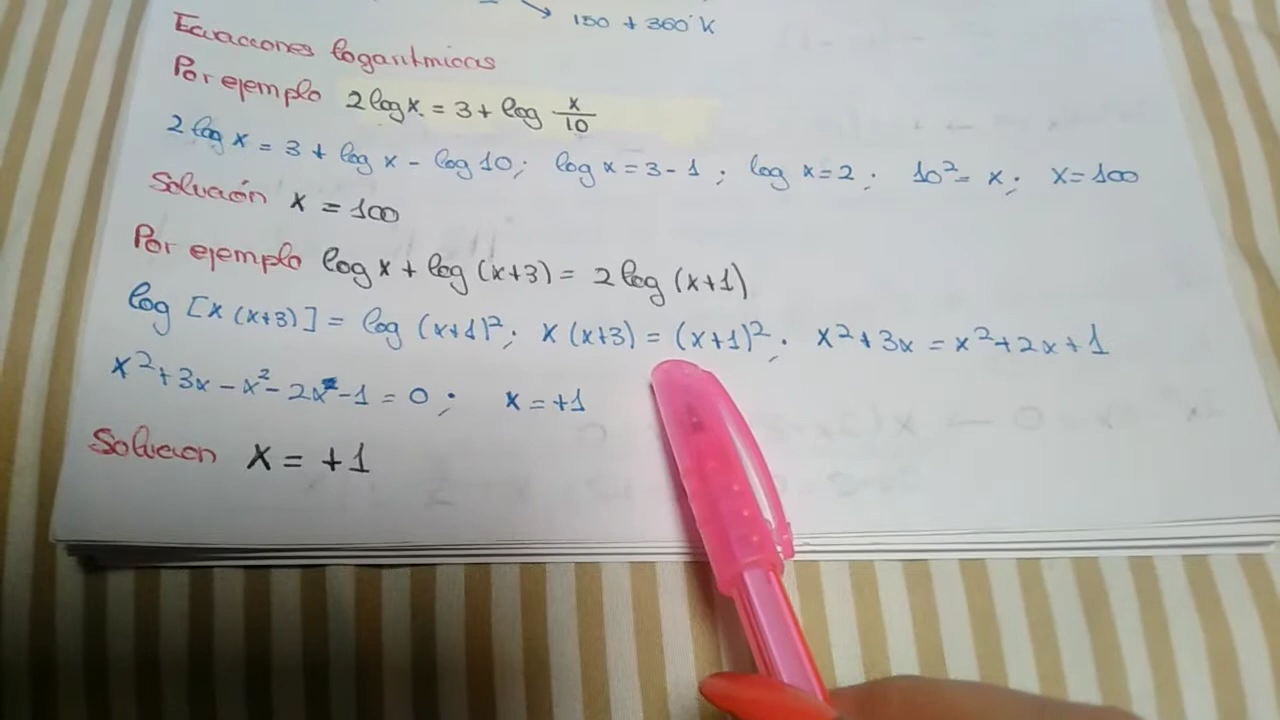 → 150 + 360°K
Ecuaciones logarítmicas
Por ejemplo 2 log x = 3 + log x/10
2 log x = 3 + log x - log 10; log x = 3 - 1; log x = 2; 10² = x; x = 100
Solución x = 100
Por ejemplo log x + log (x+3) = 2 log (x+1)
log [x (x+3)] = log (x+1)²; x (x+3) = (x+1)²; x² + 3x = x² + 2x + 1
x² + 3x - x² - 2x - 1 = 0; x = +1
Solución x = +1